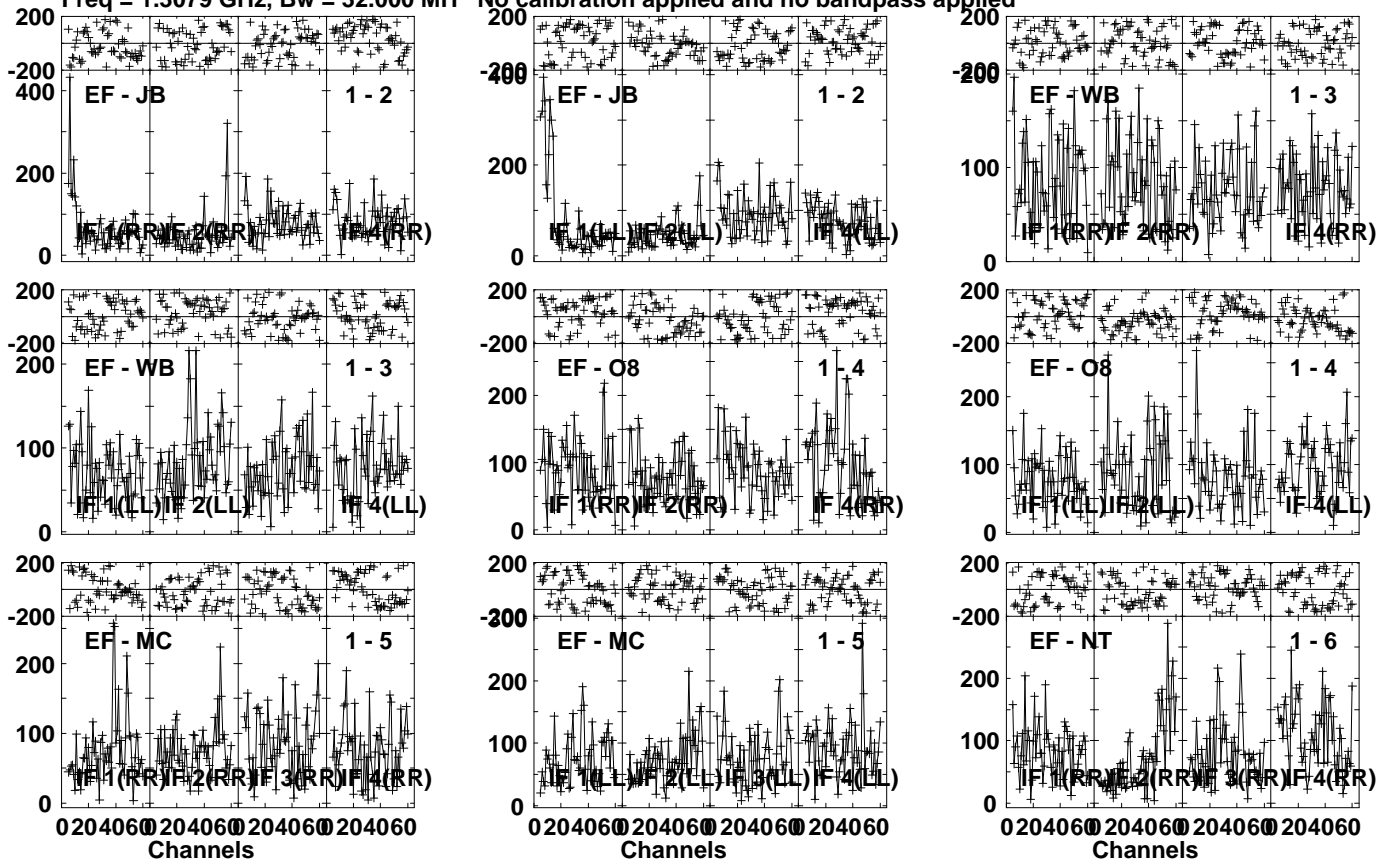 Freq = 1.3079 GHz, Bw = 32.000 MH No calibration applied and no bandpass applied
200
-200
400
200
0
EF - JB 1 - 2
IF 1(RR) IF 2(RR) IF 4(RR)
200
-200
400
200
0
EF - JB 1 - 2
IF 1(LL) IF 2(LL) IF 4(LL)
200
-200
200
100
0
EF - WB 1 - 3
IF 1(RR) IF 2(RR) IF 4(RR)
200
-200
200
100
0
EF - WB 1 - 3
IF 1(LL) IF 2(LL) IF 4(LL)
200
-200
200
100
0
EF - O8 1 - 4
IF 1(RR) IF 2(RR) IF 4(RR)
200
-200
200
100
0
EF - O8 1 - 4
IF 1(LL) IF 2(LL) IF 4(LL)
200
-200
200
100
0
EF - MC 1 - 5
IF 1(RR) IF 2(RR) IF 3(RR) IF 4(RR)
0 20 40 60 0 20 40 60 0 20 40 60 0 20 40 60
Channels
200
-200
300
200
100
0
EF - MC 1 - 5
IF 1(LL) IF 2(LL) IF 3(LL) IF 4(LL)
0 20 40 60 0 20 40 60 0 20 40 60 0 20 40 60
Channels
200
-200
200
100
0
EF - NT 1 - 6
IF 1(RR) IF 2(RR) IF 3(RR) IF 4(RR)
0 20 40 60 0 20 40 60 0 20 40 60 0 20 40 60
Channels